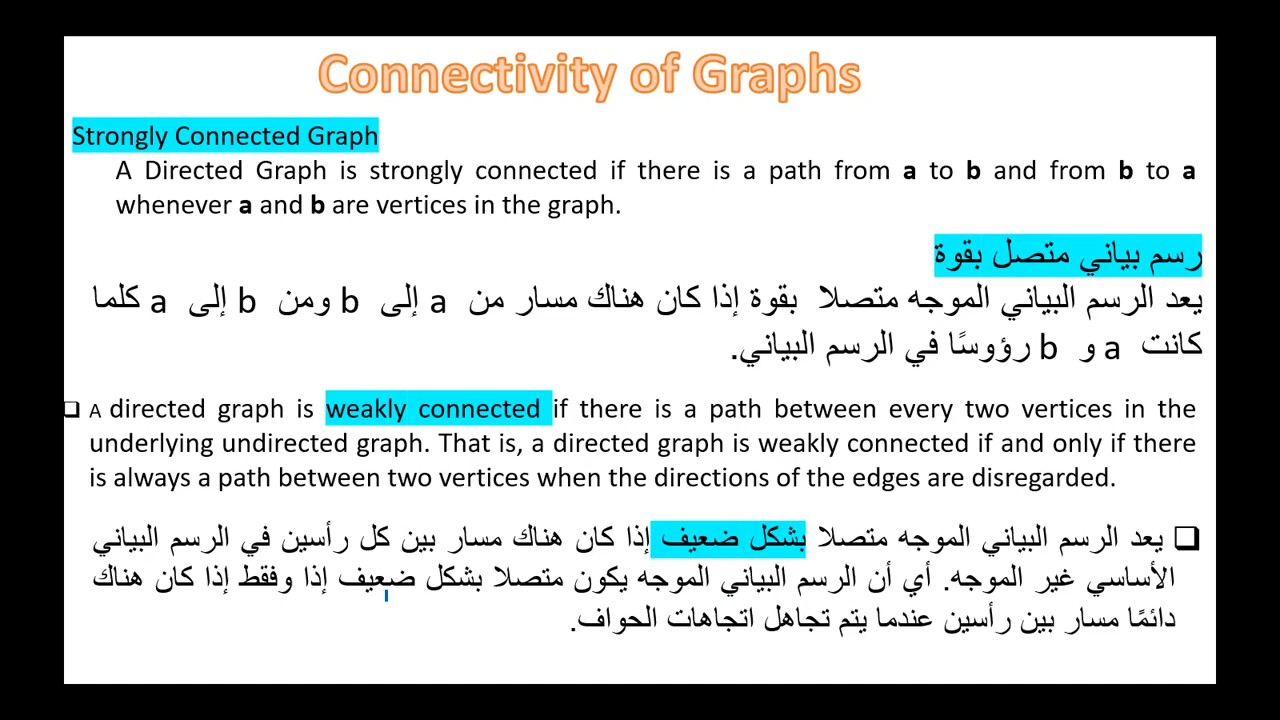 Connectivity of Graphs
Strongly Connected Graph
A Directed Graph is strongly connected if there is a path from a to b and from b to a
whenever a and b are vertices in the graph.
رسم بياني متصل بقوة
يعد الرسم البياني الموجه متصلا بقوة إذا كان هناك مسار من a إلى b ومن b إلى a كلما
كانت a و b رؤوسًا في الرسم البياني.
❑ A directed graph is weakly connected if there is a path between every two vertices in the
underlying undirected graph. That is, a directed graph is weakly connected if and only if there
is always a path between two vertices when the directions of the edges are disregarded.
❑ يعد الرسم البياني الموجه متصلا بشكل ضعيف إذا كان هناك مسار بين كل رأسين في الرسم البياني
الأساسي غير الموجه. أي أن الرسم البياني الموجه يكون متصلا بشكل ضعيف إذا وفقط إذا كان هناك
دائمًا مسار بين رأسين عندما يتم تجاهل اتجاهات الحواف.